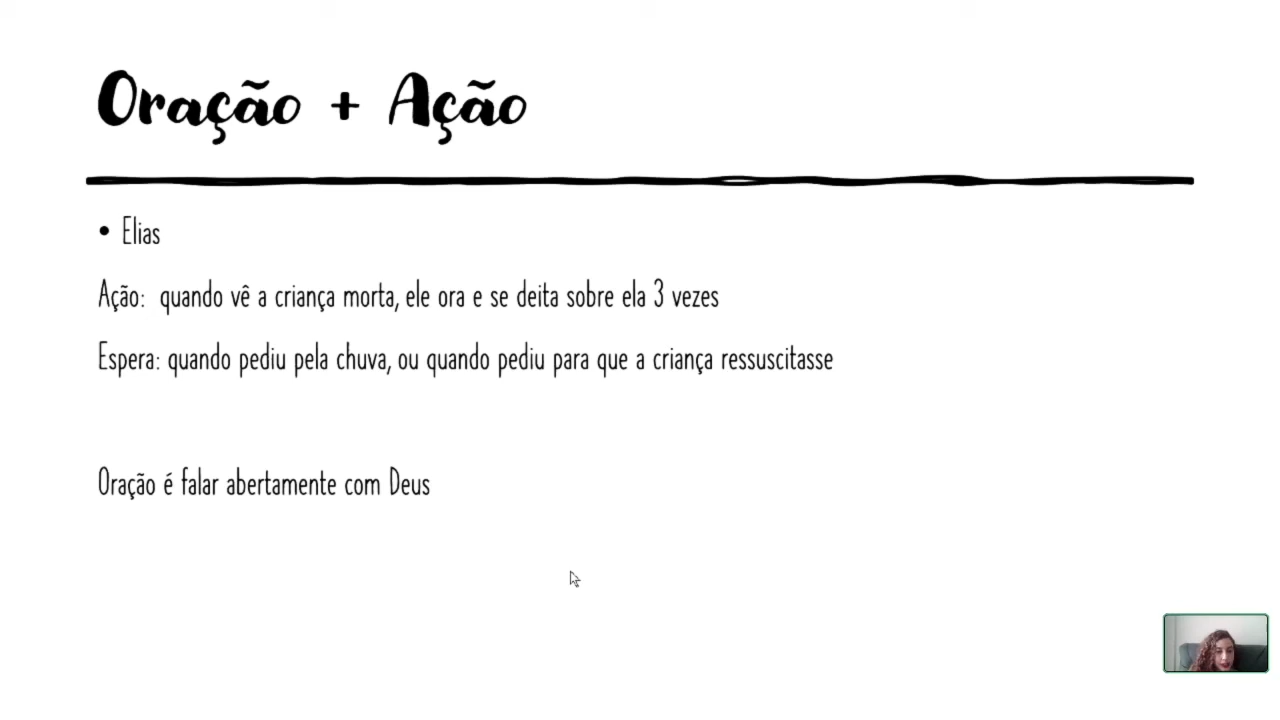 Oração + Ação
• Elias
Ação: quando vê a criança morta, ele ora e se deita sobre ela 3 vezes
Espera: quando pediu pela chuva, ou quando pediu para que a criança ressuscitasse
Oração é falar abertamente com Deus